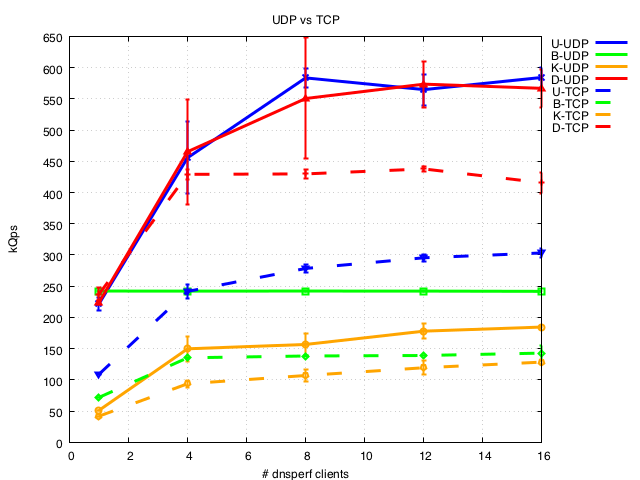 UDP vs TCP
650
600
550
500
450
400
350
300
250
200
150
100
50
0
kQps
0 2 4 6 8 10 12 14 16
# dnsperf clients
U-UDP
B-UDP
K-UDP
D-UDP
U-TCP
B-TCP
K-TCP
D-TCP